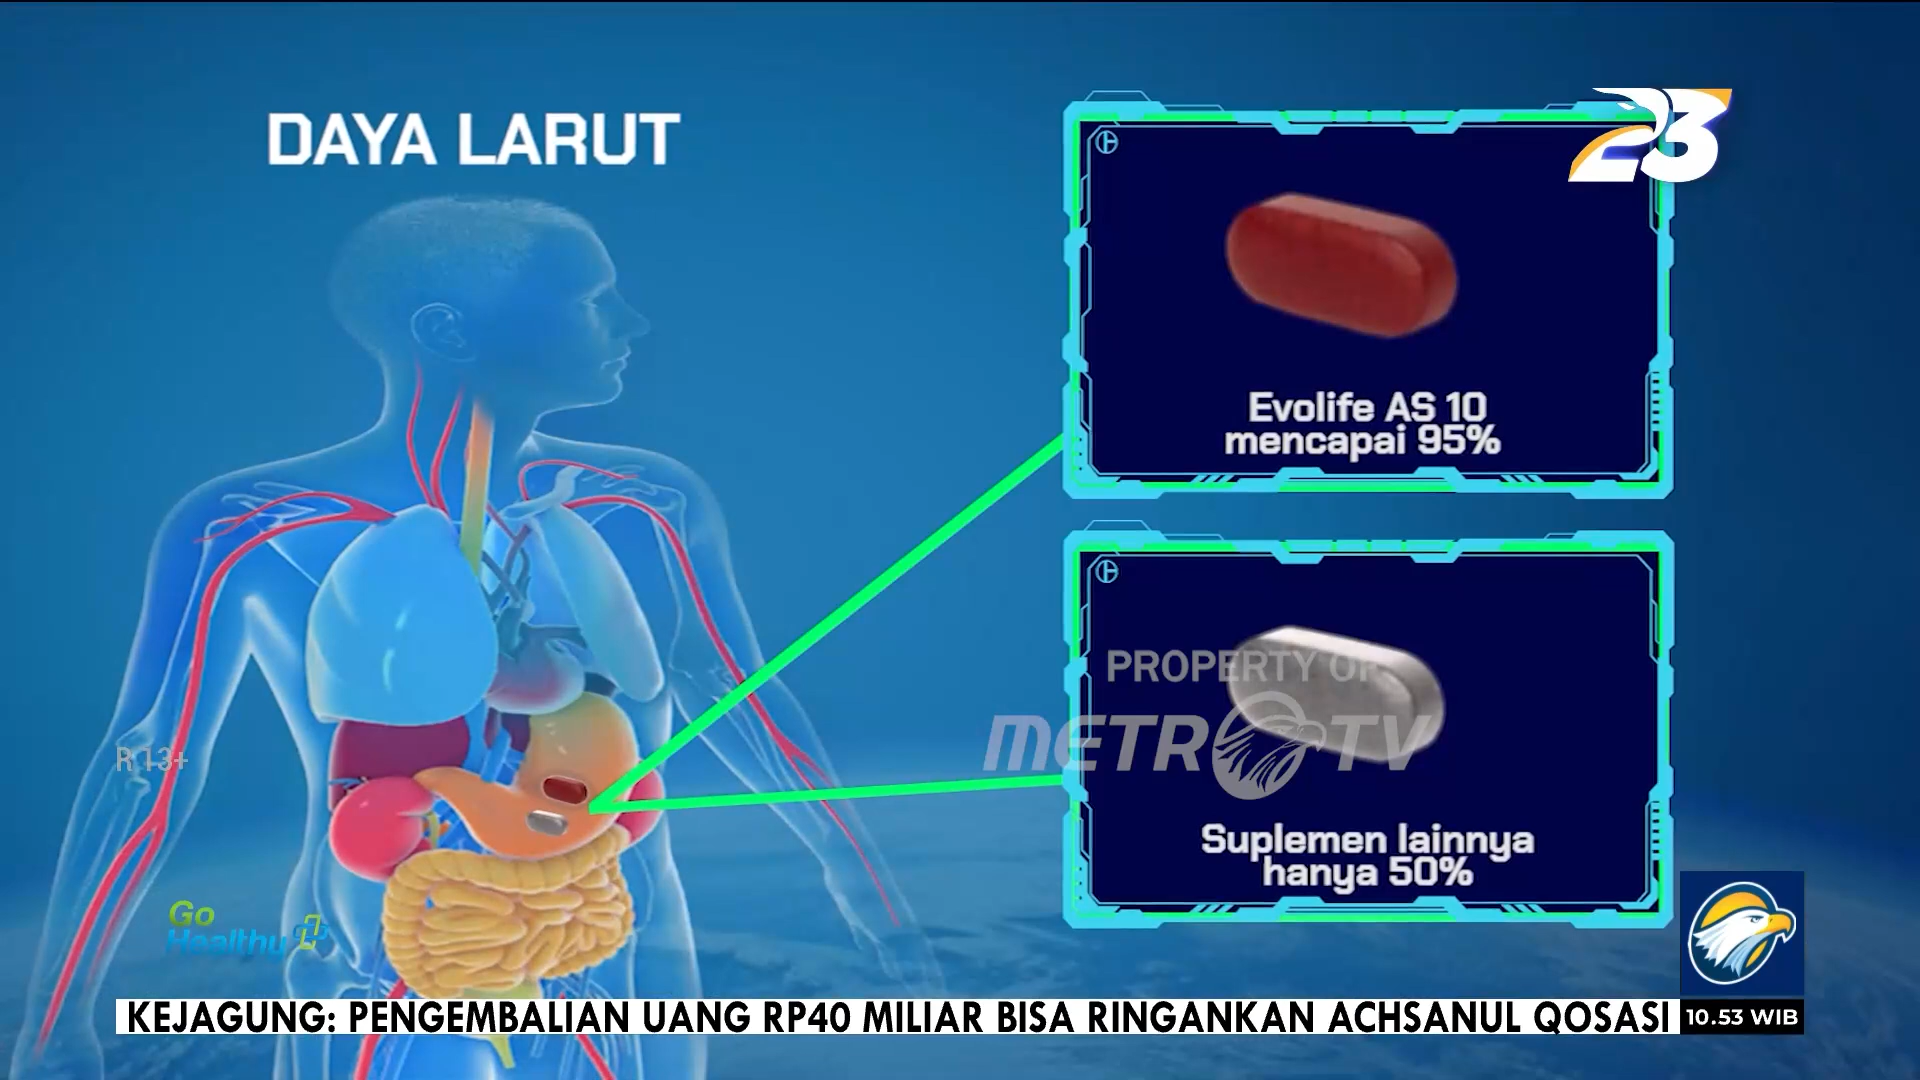 DAYA LARUT
23
Evolife AS 10
mencapai 95%
PROPERTY OF
METRO TV
Suplemen lainnya
hanya 50%
R 13+
Go
Healthy
KEJAGUNG: PENGEMBALIAN UANG RP40 MILIAR BISA RINGANKAN ACHSANUL QOSASI
10.53 WIB